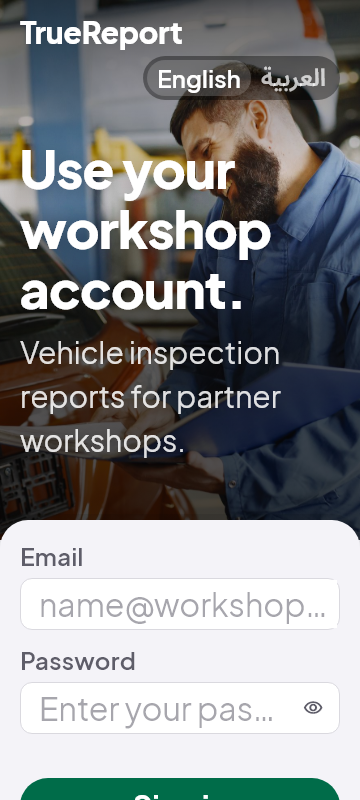 TrueReport
English العربية
Use your
workshop
account.
Vehicle inspection
reports for partner
workshops.
Email
name@workshop...
Password
Enter your pas...